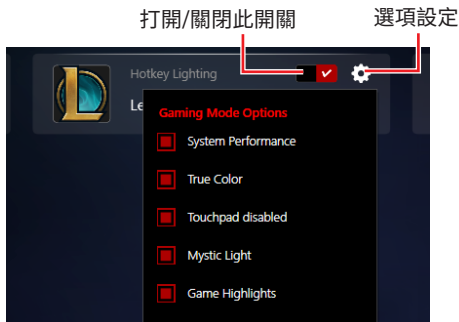 打開/關閉此開關
選項設定
Hotkey Lighting
Le
Gaming Mode Options
System Performance
True Color
Touchpad disabled
Mystic Light
Game Highlights